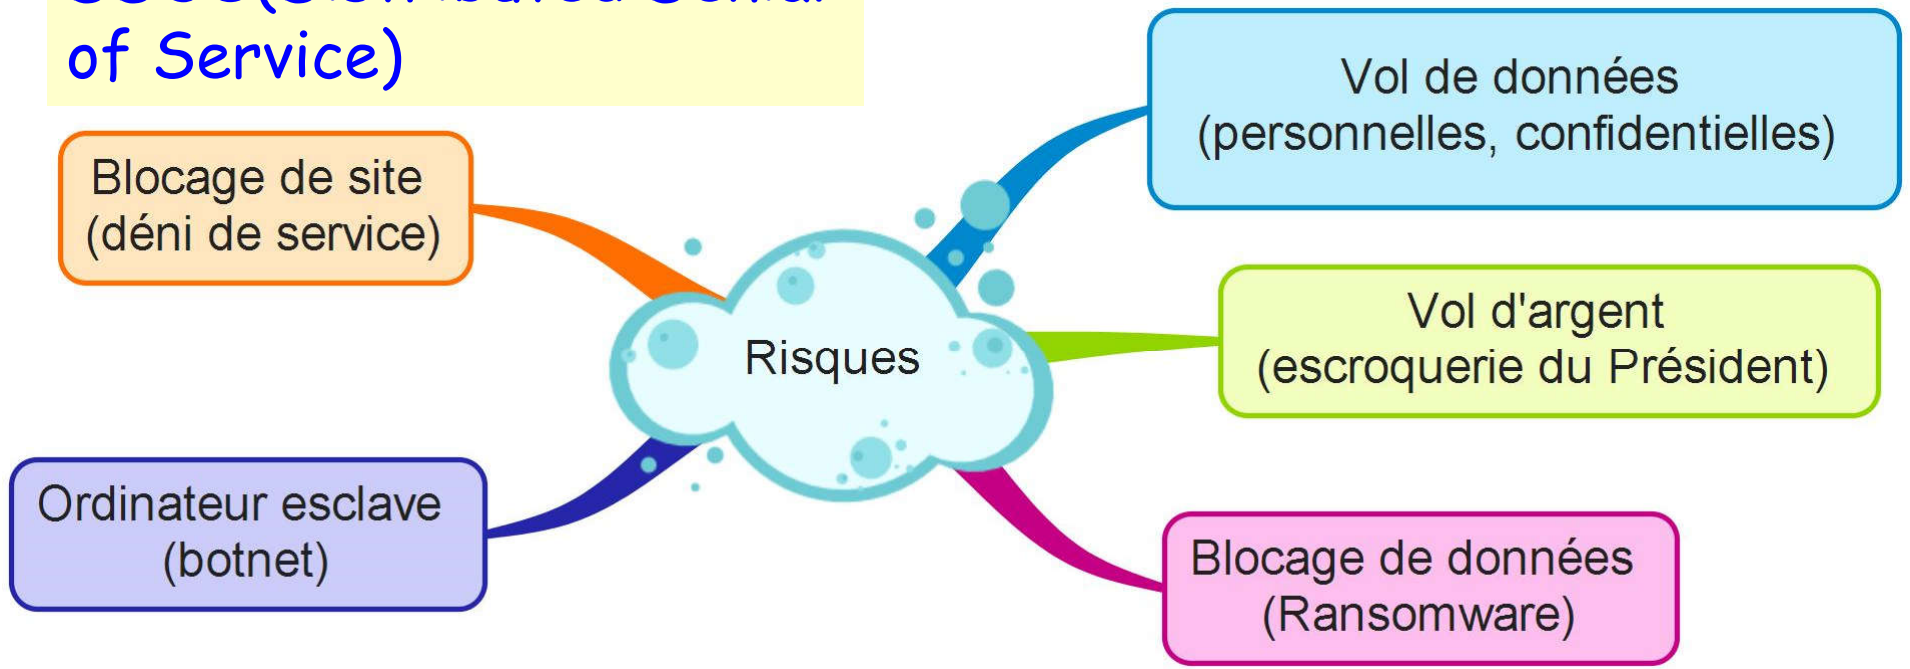 of Service)
Blocage de site
(déni de service)
Ordinateur esclave
(botnet)
Risques
Vol de données
(personnelles, confidentielles)
Vol d'argent
(escroquerie du Président)
Blocage de données
(Ransomware)